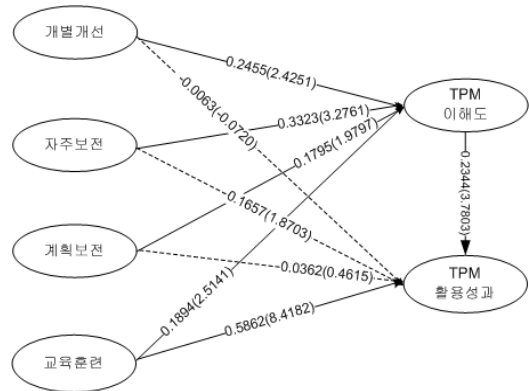 개별개선
0.2455(2.4251)
-0.0063(-0.0720)
TPM
이해도
자주보전
0.3323(3.2761)
0.1795(1.9797)
0.2344(3.7803)
0.1657(1.8703)
계획보전
0.0362(0.4615)
TPM
활용성과
0.1894(2.5141)
0.5862(8.4182)
교육훈련